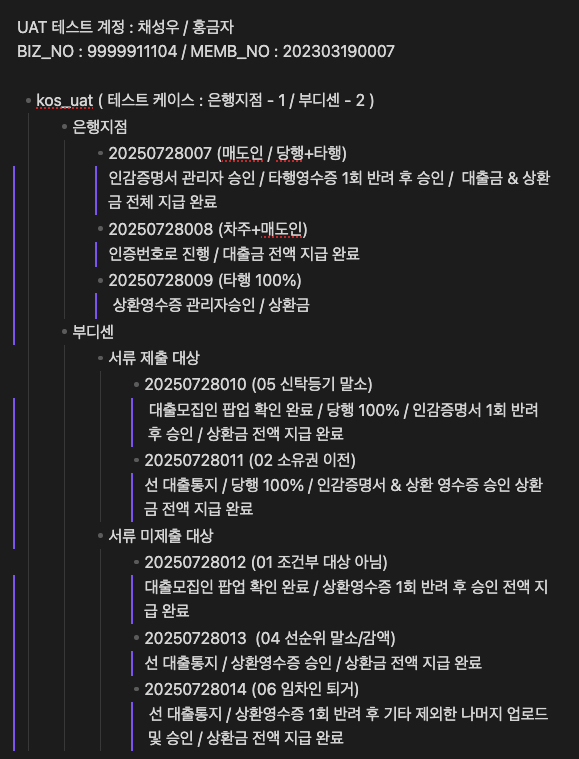 UAT 테스트 계정 : 채성우 / 홍금자
BIZ_NO : 9999911104 / MEMB_NO : 202303190007
kos_uat ( 테스트 케이스 : 은행지점 - 1 / 부디센 - 2 )
은행지점
20250728007 (매도인 / 당행+타행)
인감증명서 관리자 승인 / 타행영수증 1회 반려 후 승인 / 대출금 & 상환
금 전체 지급 완료
20250728008 (차주+매도인)
인증번호로 진행 / 대출금 전액 지급 완료
20250728009 (타행 100%)
상환영수증 관리자승인 / 상환금
부디센
서류 제출 대상
20250728010 (05 신탁등기 말소)
대출모집인 팝업 확인 완료 / 당행 100% / 인감증명서 1회 반려
후 승인 / 상환금 전액 지급 완료
20250728011 (02 소유권 이전)
선 대출통지 / 당행 100% / 인감증명서 & 상환 영수증 승인 상환
금 전액 지급 완료
서류 미제출 대상
20250728012 (01 조건부 대상 아님)
대출모집인 팝업 확인 완료 / 상환영수증 1회 반려 후 승인 전액 지
급 완료
20250728013 (04 선순위 말소/감액)
선 대출통지 / 상환영수증 승인 / 상환금 전액 지급 완료
20250728014 (06 임차인 퇴거)
선 대출통지 / 상환영수증 1회 반려 후 기타 제외한 나머지 업로드
및 승인 / 상환금 전액 지급 완료